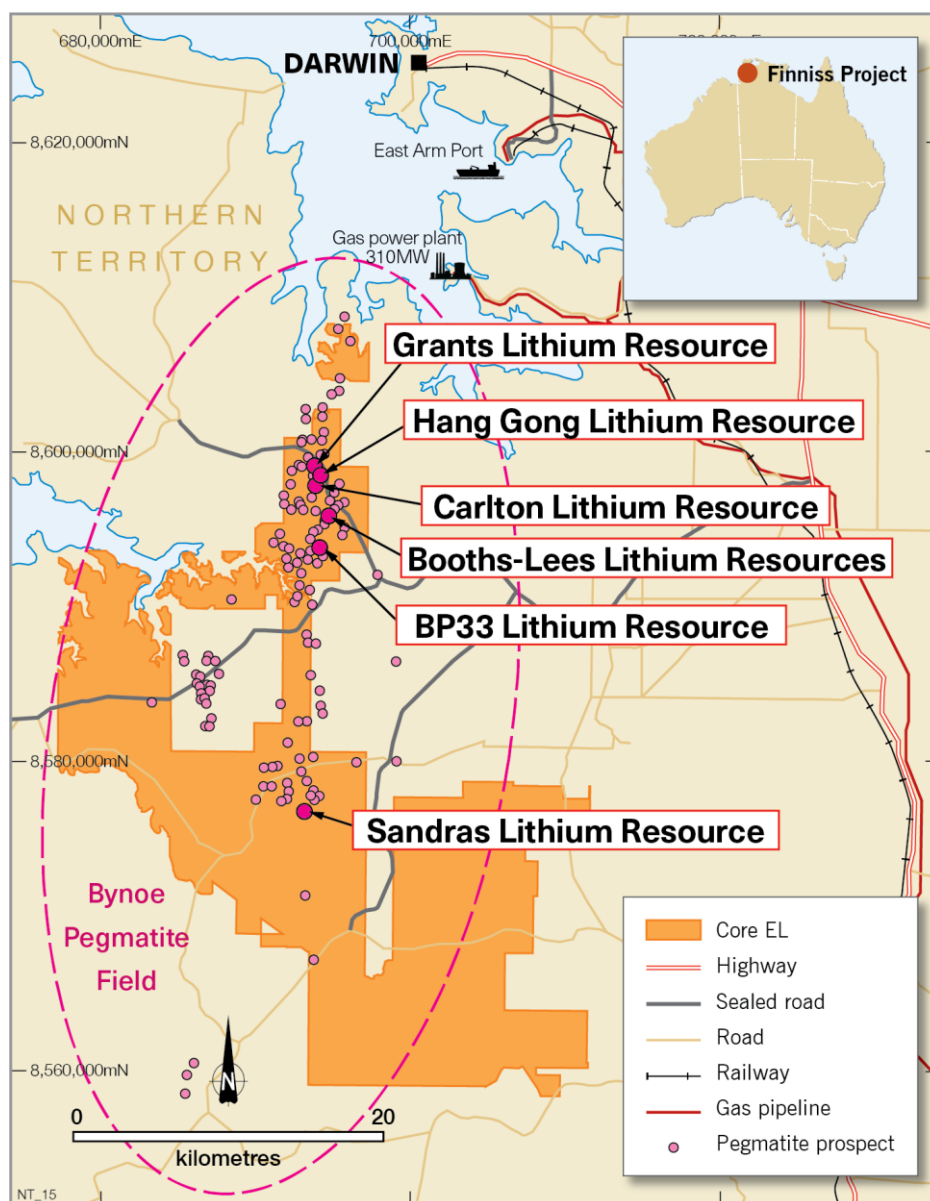 680,000mE
700,000mE
DARWIN
Finniss Project
8,620,000mN
East Arm Port
NORTHERN
TERRITORY
Gas power plant
310MW
Grants Lithium Resource
Hang Gong Lithium Resource
8,600,000mN
Carlton Lithium Resource
Booths-Lees Lithium Resources
BP33 Lithium Resource
8,580,000mN
Sandras Lithium Resource
Bynoe
Pegmatite
Field
Core EL
Highway
Sealed road
Road
Railway
Gas pipeline
Pegmatite prospect
8,560,000mN
N
0 20
kilometres
NT_15